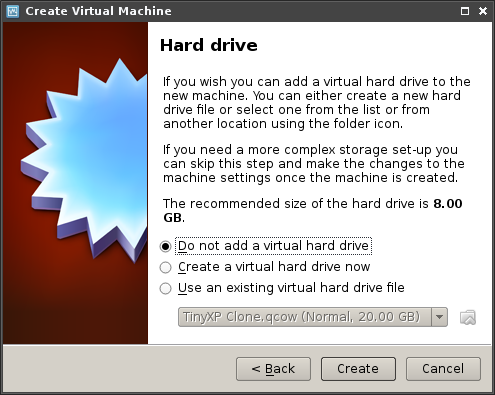 Create Virtual Machine
Hard drive
If you wish you can add a virtual hard drive to the
new machine. You can either create a new hard
drive file or select one from the list or from
another location using the folder icon.
If you need a more complex storage set-up you
can skip this step and make the changes to the
machine settings once the machine is created.
The recommended size of the hard drive is 8.00
GB.
Do not add a virtual hard drive
Create a virtual hard drive now
Use an existing virtual hard drive file
TinyXP Clone.qcow (Normal, 20.00 GB)
< Back
Create
Cancel